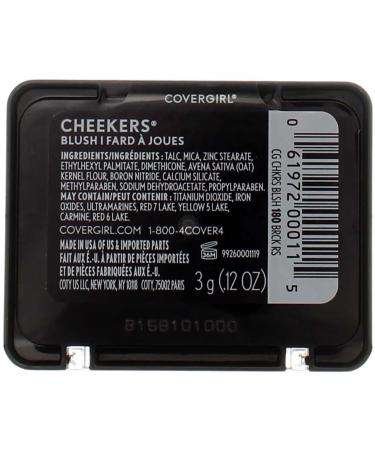 COVERGIRL®
CHEEKERS®
BLUSH | FARD À JOUES
INGREDIENTS/INGRÉDIENTS : TALC, MICA, ZINC STEARATE,
ETHYLHEXYL PALMITATE, DIMETHICONE, AVENA SATIVA (OAT)
KERNEL FLOUR, BORON NITRIDE, CALCIUM SILICATE,
METHYLPARABEN, SODIUM DEHYDROACETATE, PROPYLPARABEN.
MAY CONTAIN/PEUT CONTENIR : TITANIUM DIOXIDE, IRON
OXIDES, ULTRAMARINES, RED 7 LAKE, YELLOW 5 LAKE,
CARMINE, RED 6 LAKE.
COVERGIRL.COM 1-800-4COVER4
MADE IN USA OF US & IMPORTED PARTS
FAIT AUX É.-U. À PARTIR DE PIÈCES IMPORTÉES
ET DE PIÈCES FABRIQUÉES AUX É.-U.
COTY US LLC, NEW YORK, NY 10118 COTY, 75002 PARIS
36M
99260001119
3 g (.12 OZ)
CG CHKRS BLSH 180 BRCK RS
0 61972 00011 5
8158101000